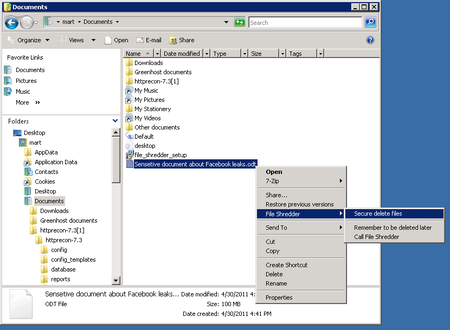 Documents
mart ▸ Documents ▸
Organize
Views
Open
E-mail
Share
Favorite Links
Documents
Pictures
Music
More »
Folders
Desktop
mart
AppData
Application Data
Contacts
Cookies
Desktop
Documents
Downloads
Greenhost documents
httprecon-7.3[1]
httprecon-7.3
config
config_templates
database
reports
Name
Date modified
Type
Size
Tags
Downloads
Greenhost documents
httprecon-7.3[1]
My Music
My Pictures
My Stationery
My Videos
Other documents
Default
desktop
file_shredder_setup
Sensetive document about Facebook leaks.odt
Open
7-Zip
Share...
Restore previous versions
File Shredder
Send To
Cut
Copy
Create Shortcut
Delete
Rename
Properties
Secure delete files
Remember to be deleted later
Call File Shredder
Sensetive document about Facebook leaks... Date modified: 4/30/2011 4:41 PM
ODT File
Size: 100 MB
Date created: 4/30/2011 4:41 PM